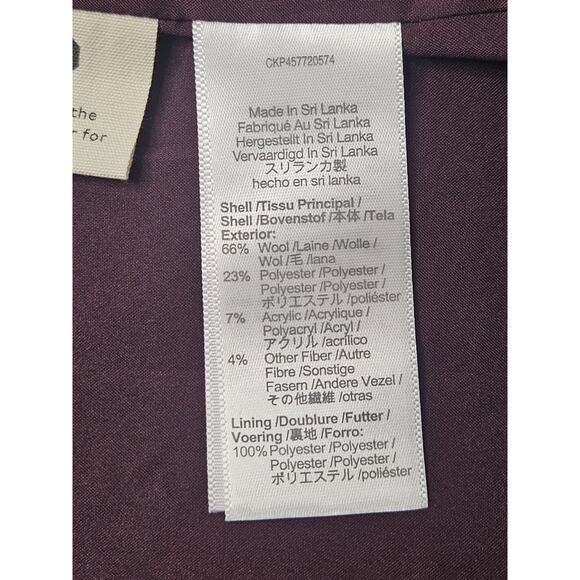 the
r for
CKP457720574
Made In Sri Lanka
Fabriqué Au Sri Lanka
Hergestellt In Sri Lanka
Vervaardigd In Sri Lanka
スリランカ製
hecho en sri lanka
Shell /Tissu Principal /
Shell /Bovenstof /本体 /Tela
Exterior:
66% Wool /Laine /Wolle /
Wol /毛 /lana
23% Polyester /Polyester /
Polyester /Polyester /
ポリエステル /poliéster
7% Acrylic /Acrylique /
Polyacryl /Acryl /
アクリル /acrílico
4% Other Fiber /Autre
Fibre /Sonstige
Fasern /Andere Vezel /
その他繊維 /otras
Lining /Doublure /Futter /
Voering /裏地 /Forro:
100% Polyester /Polyester /
Polyester /Polyester /
ポリエステル /poliéster